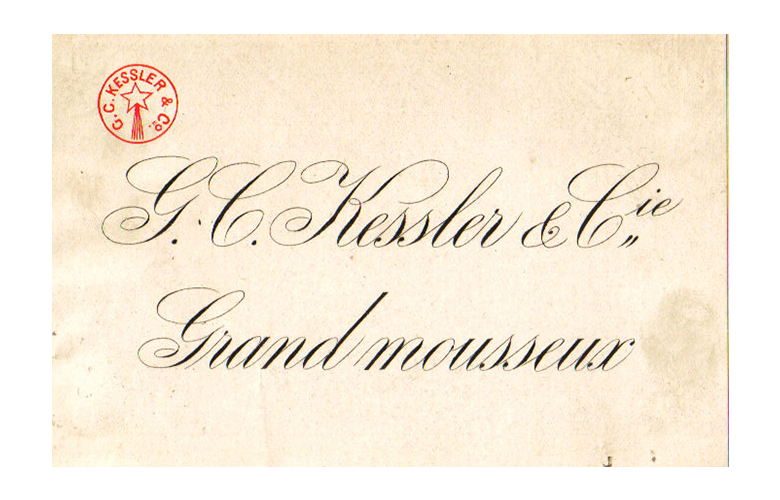 G. C. KESSLER & Co.
G. C. Kessler & Cie
Grand mousseux